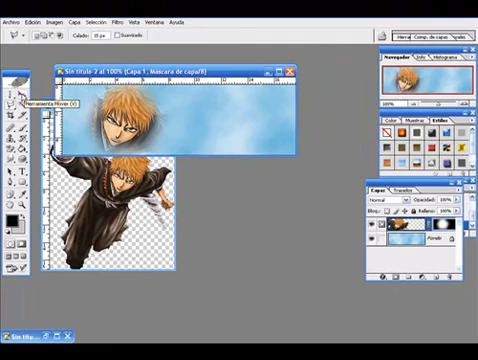 Archivo Edición Imagen Capa Selección Filtro Vista Ventana Ayuda
Calado: 15 px Suavizado
Herra Comp. de capas
Sin título-2 al 100% (Capa 1, Máscara de capa/8)
Navegador Info Histograma
Herramienta Mover (V)
100%
Color Muestras Estilos
Capas Trazados
Normal Opacidad: 100%
Bloq.: Relleno: 100%
Fondo
Sin títu...